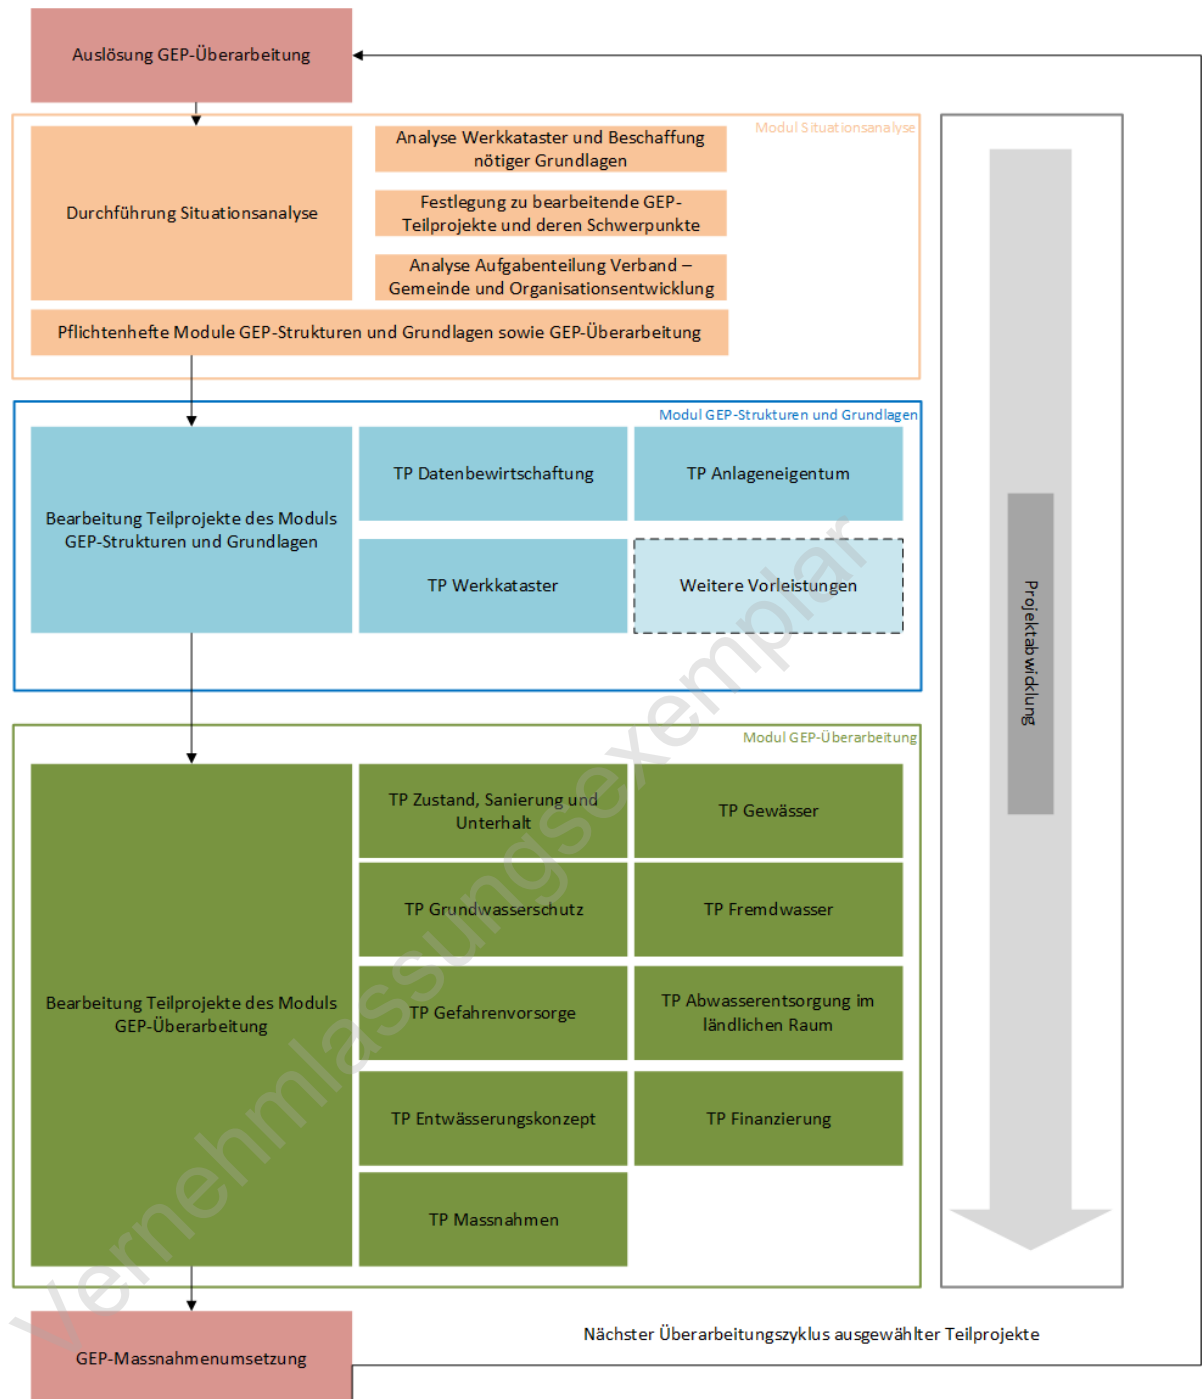 Auslösung GEP-Überarbeitung
Modul Situationsanalyse
Durchführung Situationsanalyse
Analyse Werkkataster und Beschaffung
nötiger Grundlagen
Festlegung zu bearbeitende GEP-
Teilprojekte und deren Schwerpunkte
Analyse Aufgabenteilung Verband –
Gemeinde und Organisationsentwicklung
Pflichtenhefte Module GEP-Strukturen und Grundlagen sowie GEP-Überarbeitung
Modul GEP-Strukturen und Grundlagen
Bearbeitung Teilprojekte des Moduls
GEP-Strukturen und Grundlagen
TP Datenbewirtschaftung
TP Anlageneigentum
TP Werkkataster
Weitere Vorleistungen
Modul GEP-Überarbeitung
Bearbeitung Teilprojekte des Moduls
GEP-Überarbeitung
TP Zustand, Sanierung und
Unterhalt
TP Gewässer
TP Grundwasserschutz
TP Fremdwasser
TP Gefahrenvorsorge
TP Abwasserentsorgung im
ländlichen Raum
TP Entwässerungskonzept
TP Finanzierung
TP Massnahmen
GEP-Massnahmenumsetzung
Nächster Überarbeitungszyklus ausgewählter Teilprojekte
Projektabwicklung
Vernehmlassungsexemplar